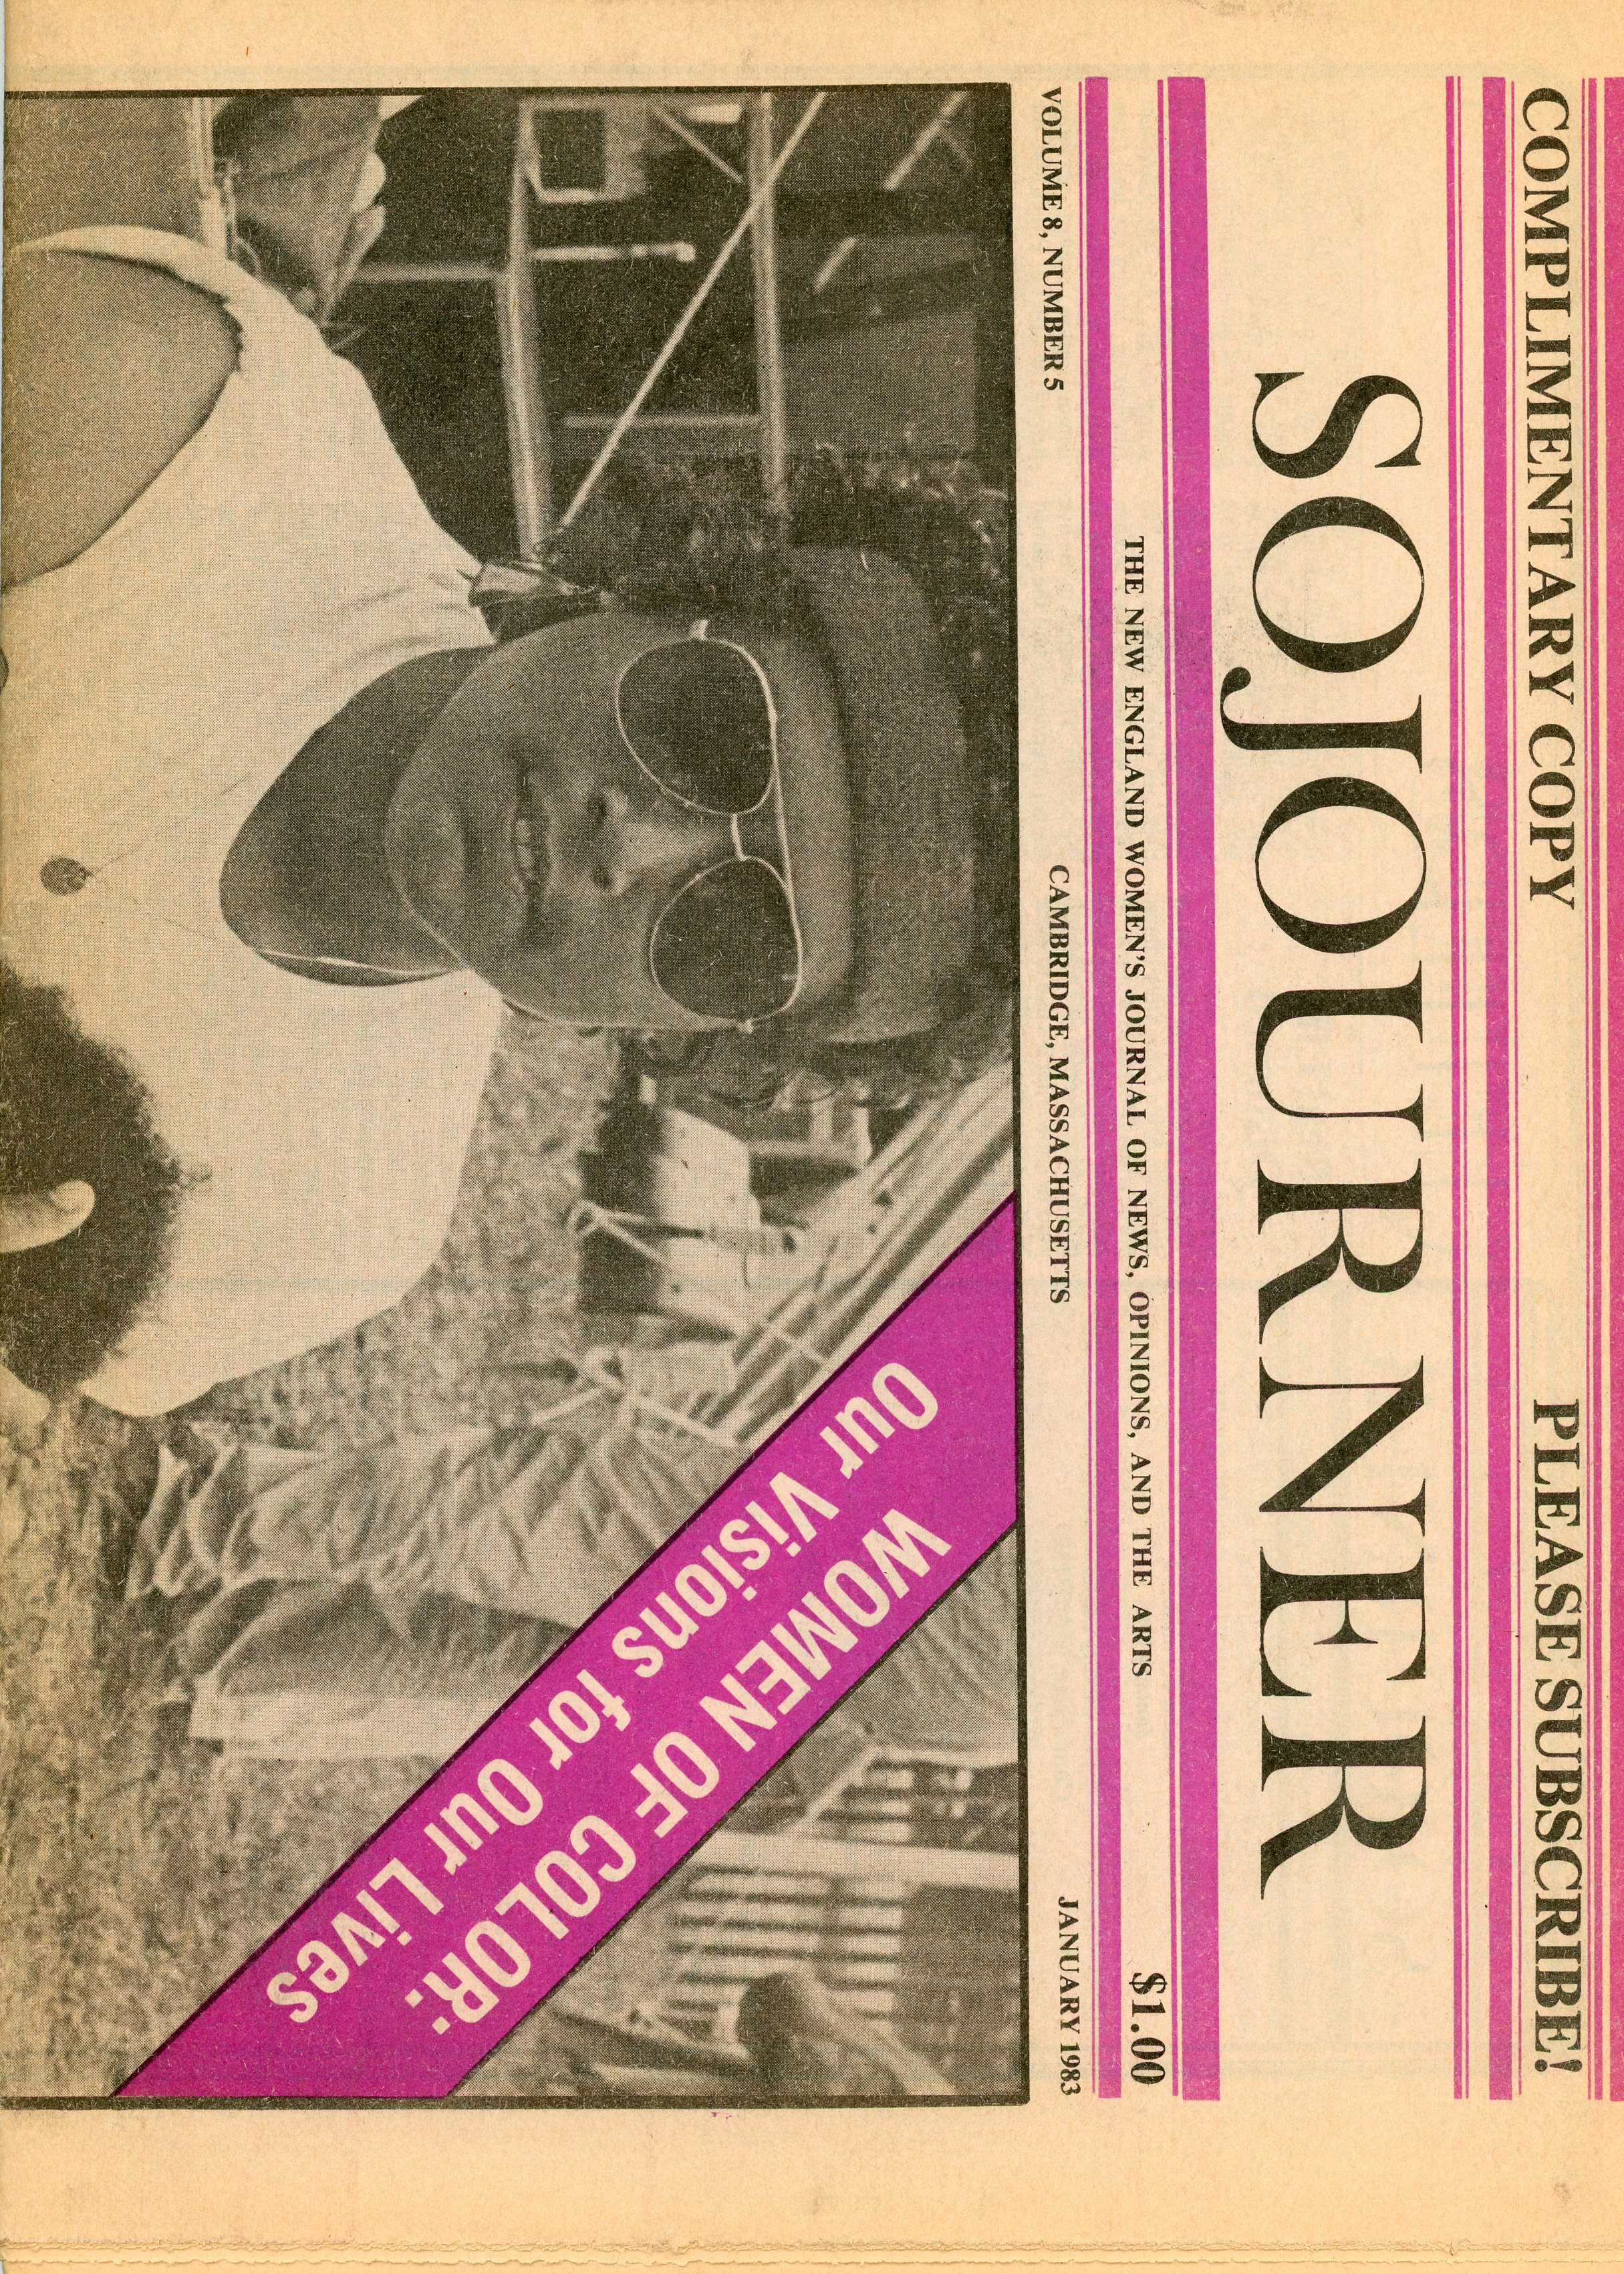 COMPLIMENTARY COPY PLEASE SUBSCRIBE!
SOJOURNER
THE NEW ENGLAND WOMEN'S JOURNAL OF NEWS, OPINIONS, AND THE ARTS $1.00
VOLUME 8, NUMBER 5 CAMBRIDGE, MASSACHUSETTS JANUARY 1983
WOMEN OF COLOR:
Our Visions for Our Lives